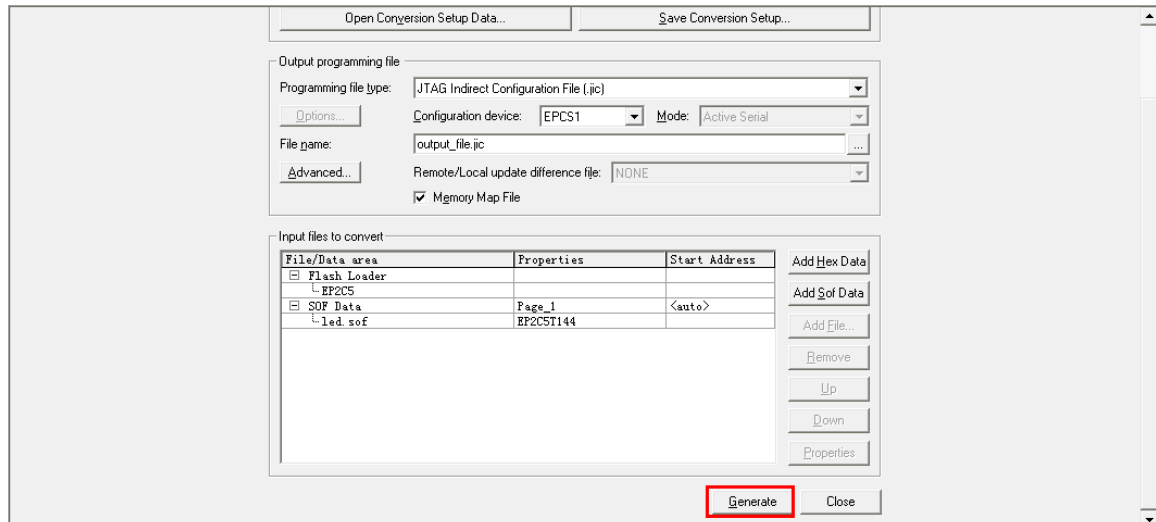 Open Conversion Setup Data... Save Conversion Setup...
Output programming file
Programming file type: JTAG Indirect Configuration File (.jic)
Options... Configuration device: EPCS1 Mode: Active Serial
File name: output_file.jic ...
Advanced... Remote/Local update difference file: NONE
Memory Map File
Input files to convert
File/Data area Properties Start Address Add Hex Data
Flash Loader
EP2C5 Add Sof Data
SOF Data Page_1 <auto>
led.sof EP2C5T144 Add File...
Remove
Up
Down
Properties
Generate Close